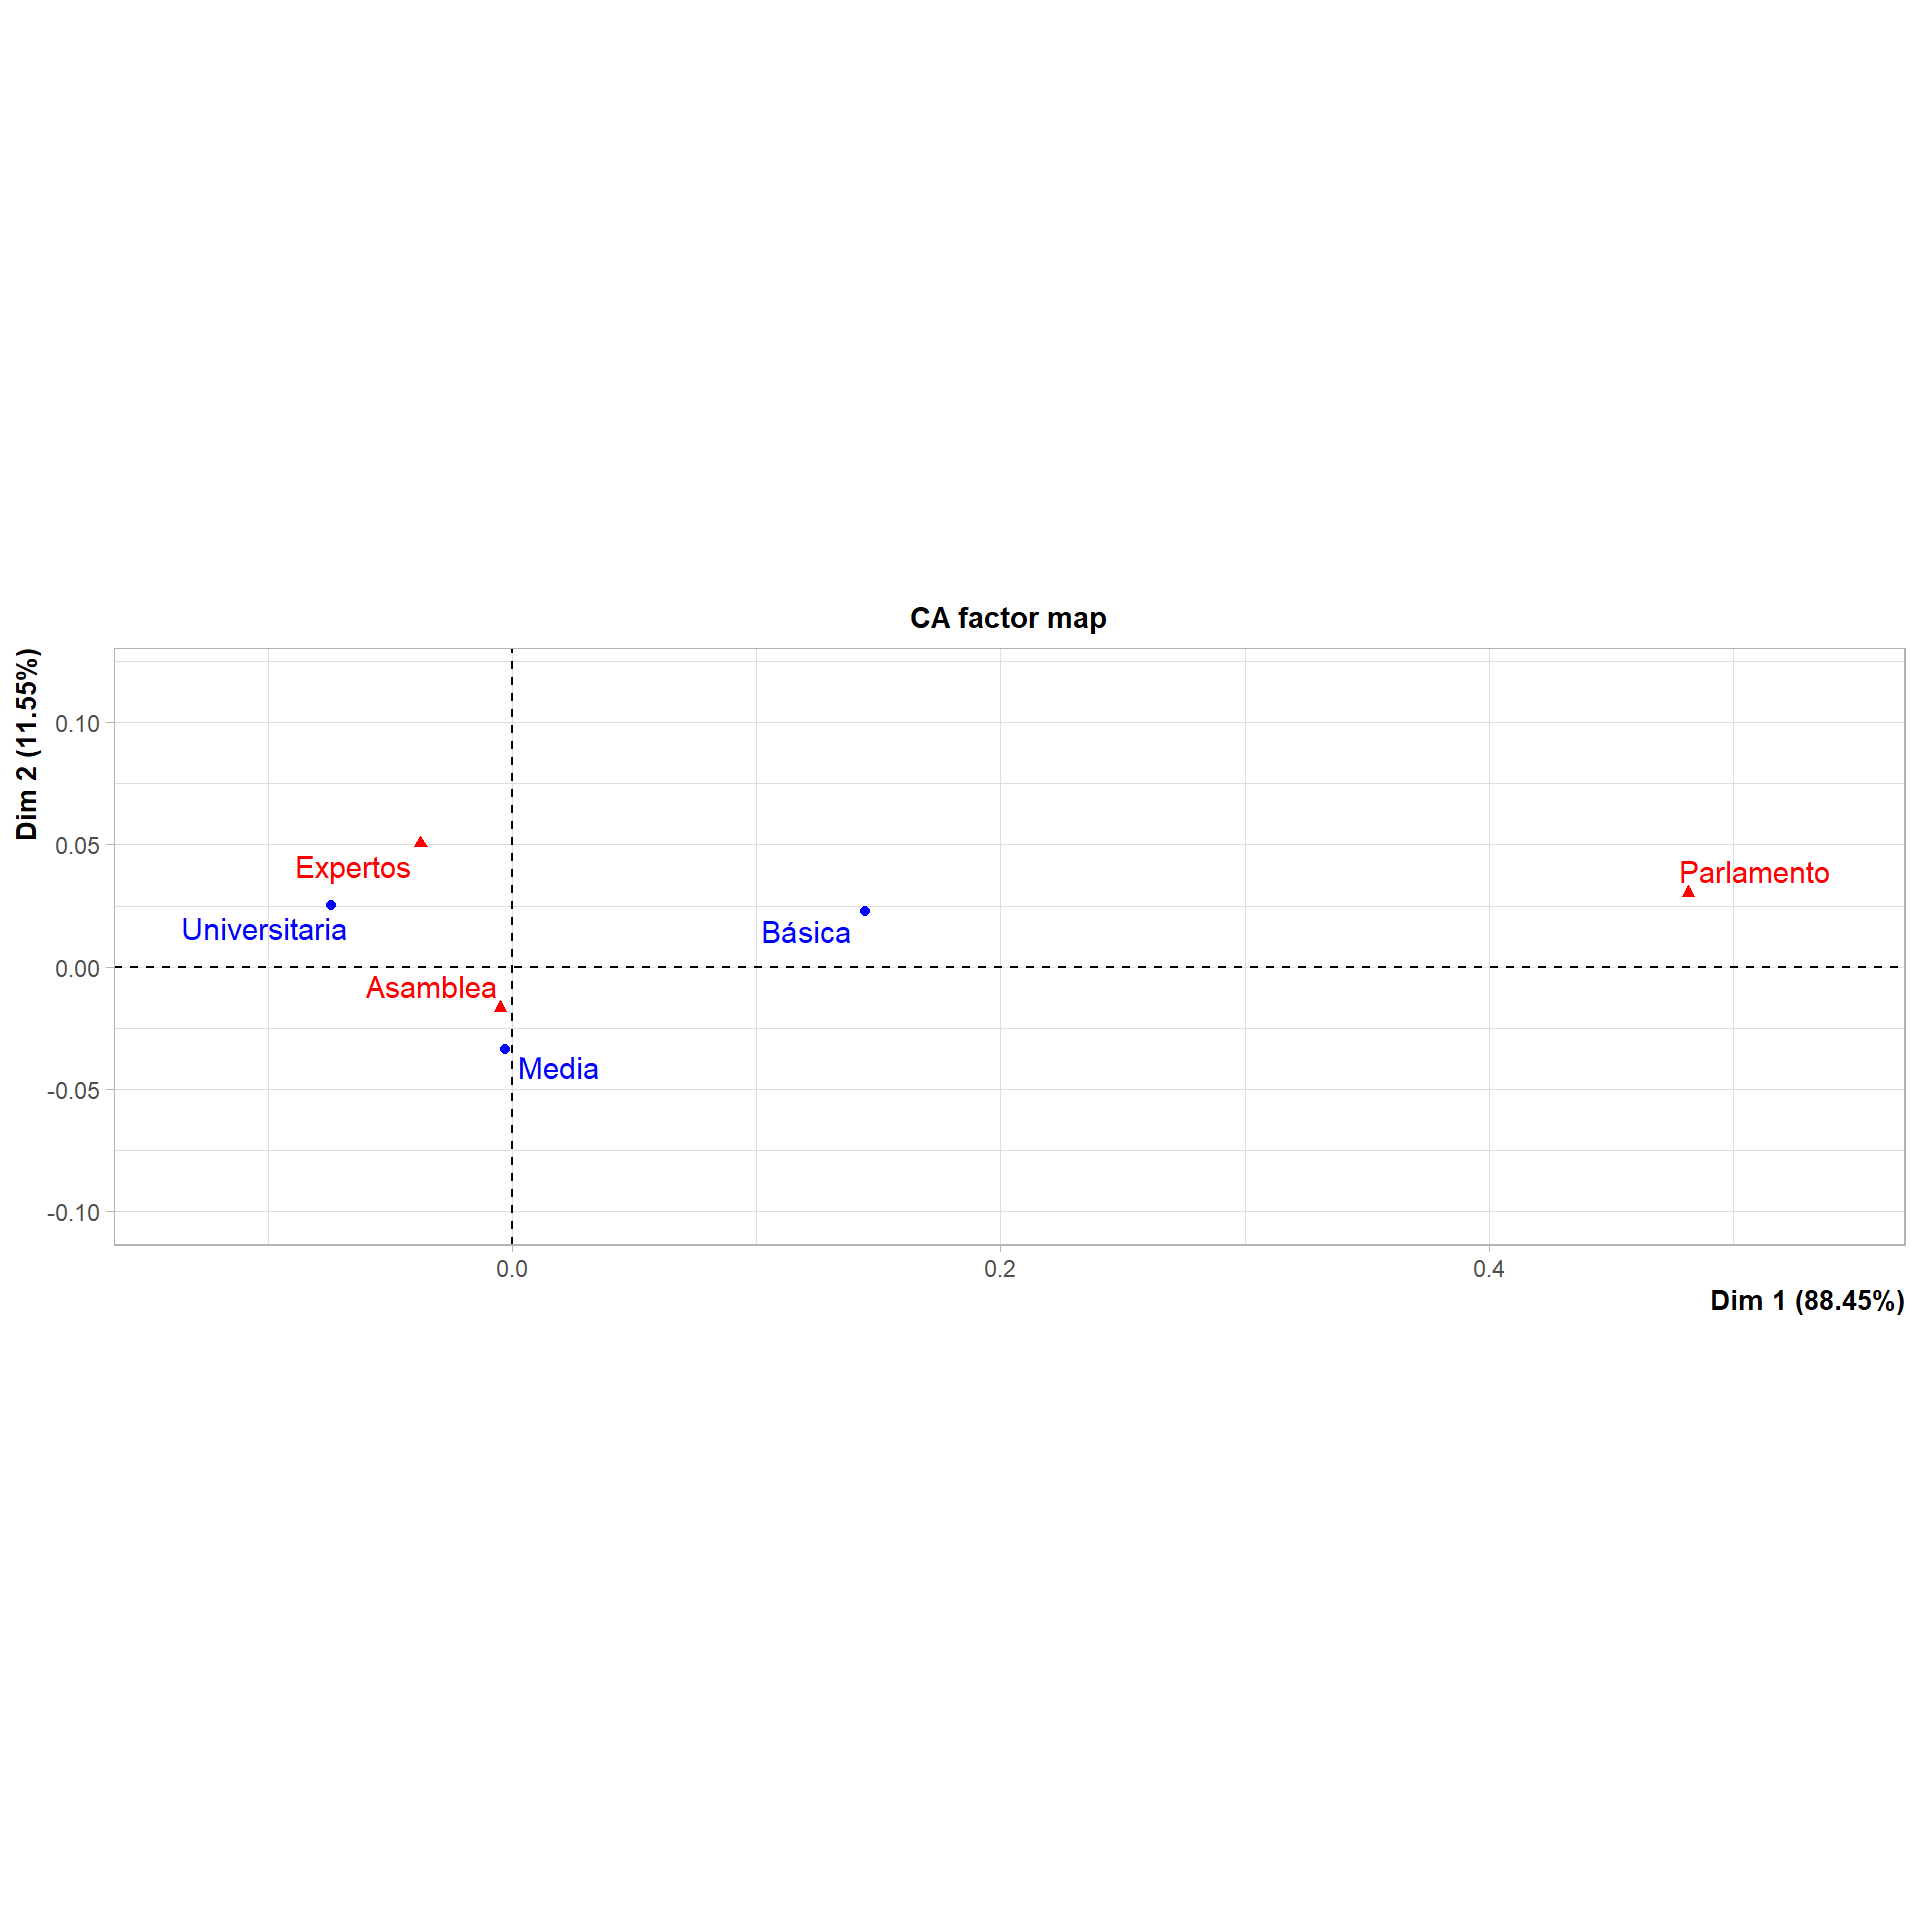 CA factor map
Dim 2 (11.55%)
0.10
0.05
0.00
-0.05
-0.10
Expertos
Parlamento
Universitaria
Básica
Asamblea
Media
0.0
0.2
0.4
Dim 1 (88.45%)